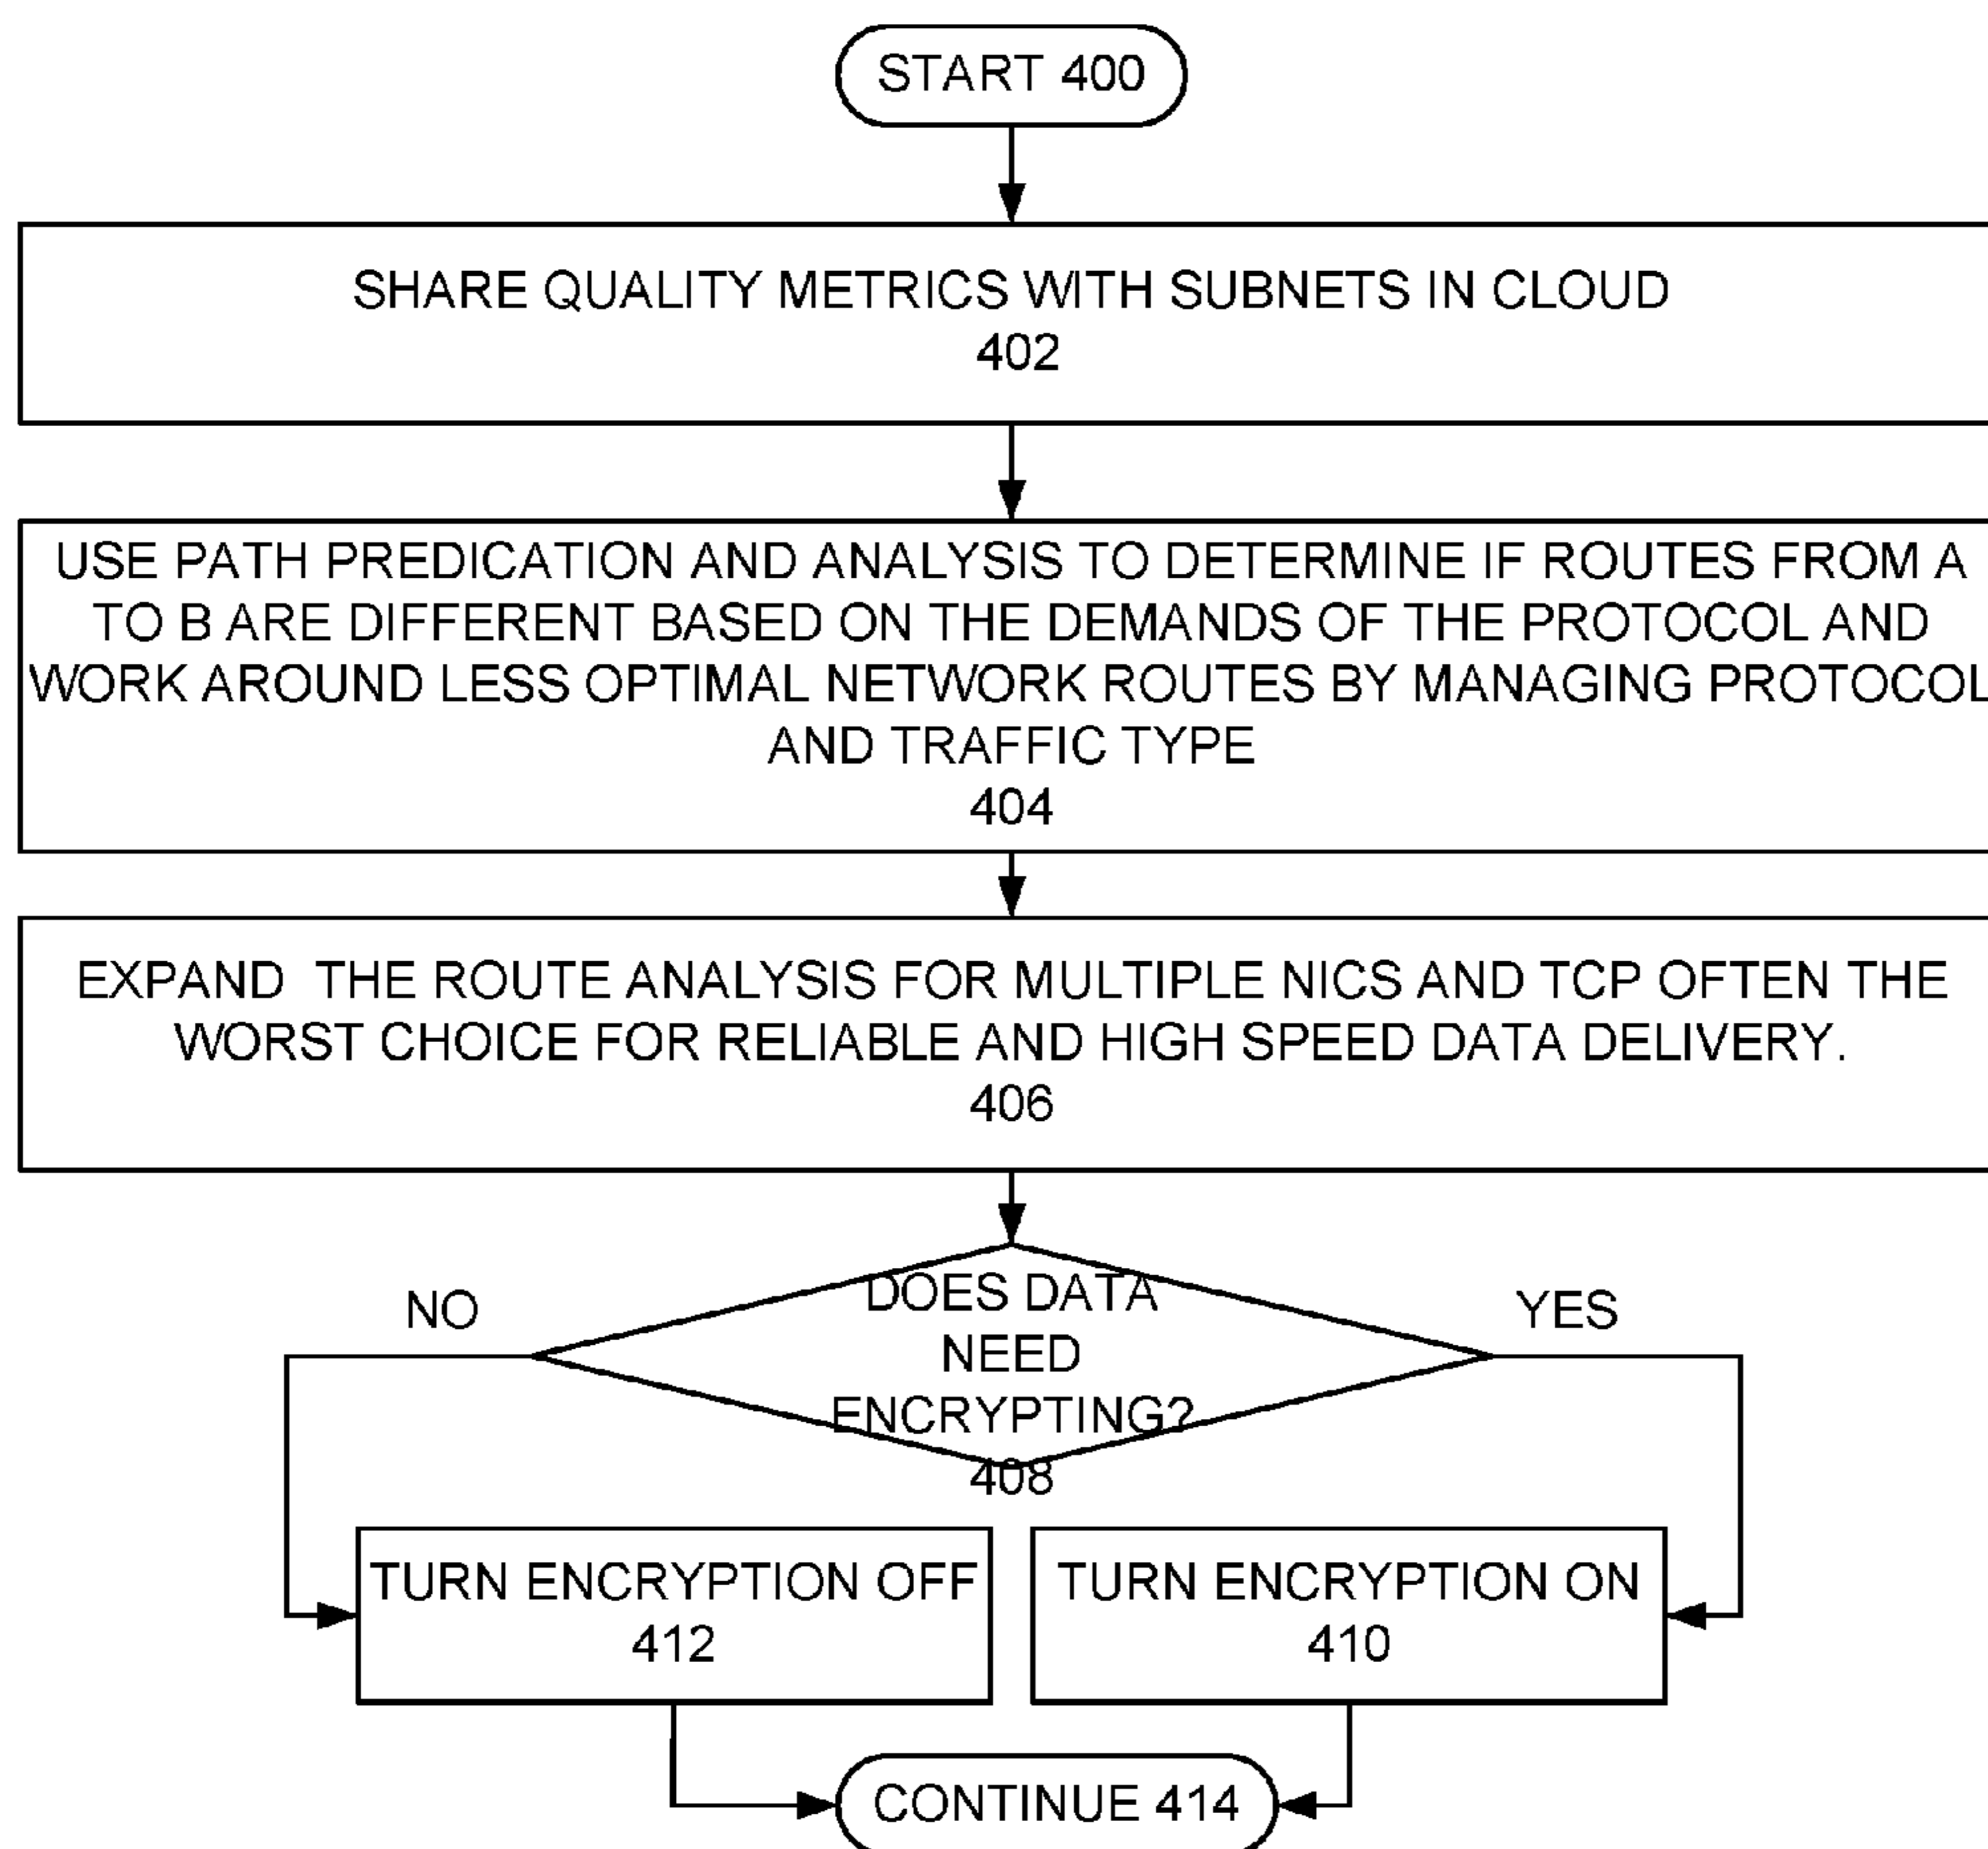 START 400
SHARE QUALITY METRICS WITH SUBNETS IN CLOUD
402
USE PATH PREDICATION AND ANALYSIS TO DETERMINE IF ROUTES FROM A
TO B ARE DIFFERENT BASED ON THE DEMANDS OF THE PROTOCOL AND
WORK AROUND LESS OPTIMAL NETWORK ROUTES BY MANAGING PROTOCOL
AND TRAFFIC TYPE
404
EXPAND THE ROUTE ANALYSIS FOR MULTIPLE NICS AND TCP OFTEN THE
WORST CHOICE FOR RELIABLE AND HIGH SPEED DATA DELIVERY.
406
DOES DATA
NEED
ENCRYPTING?
408
NO
YES
TURN ENCRYPTION OFF
412
TURN ENCRYPTION ON
410
CONTINUE 414